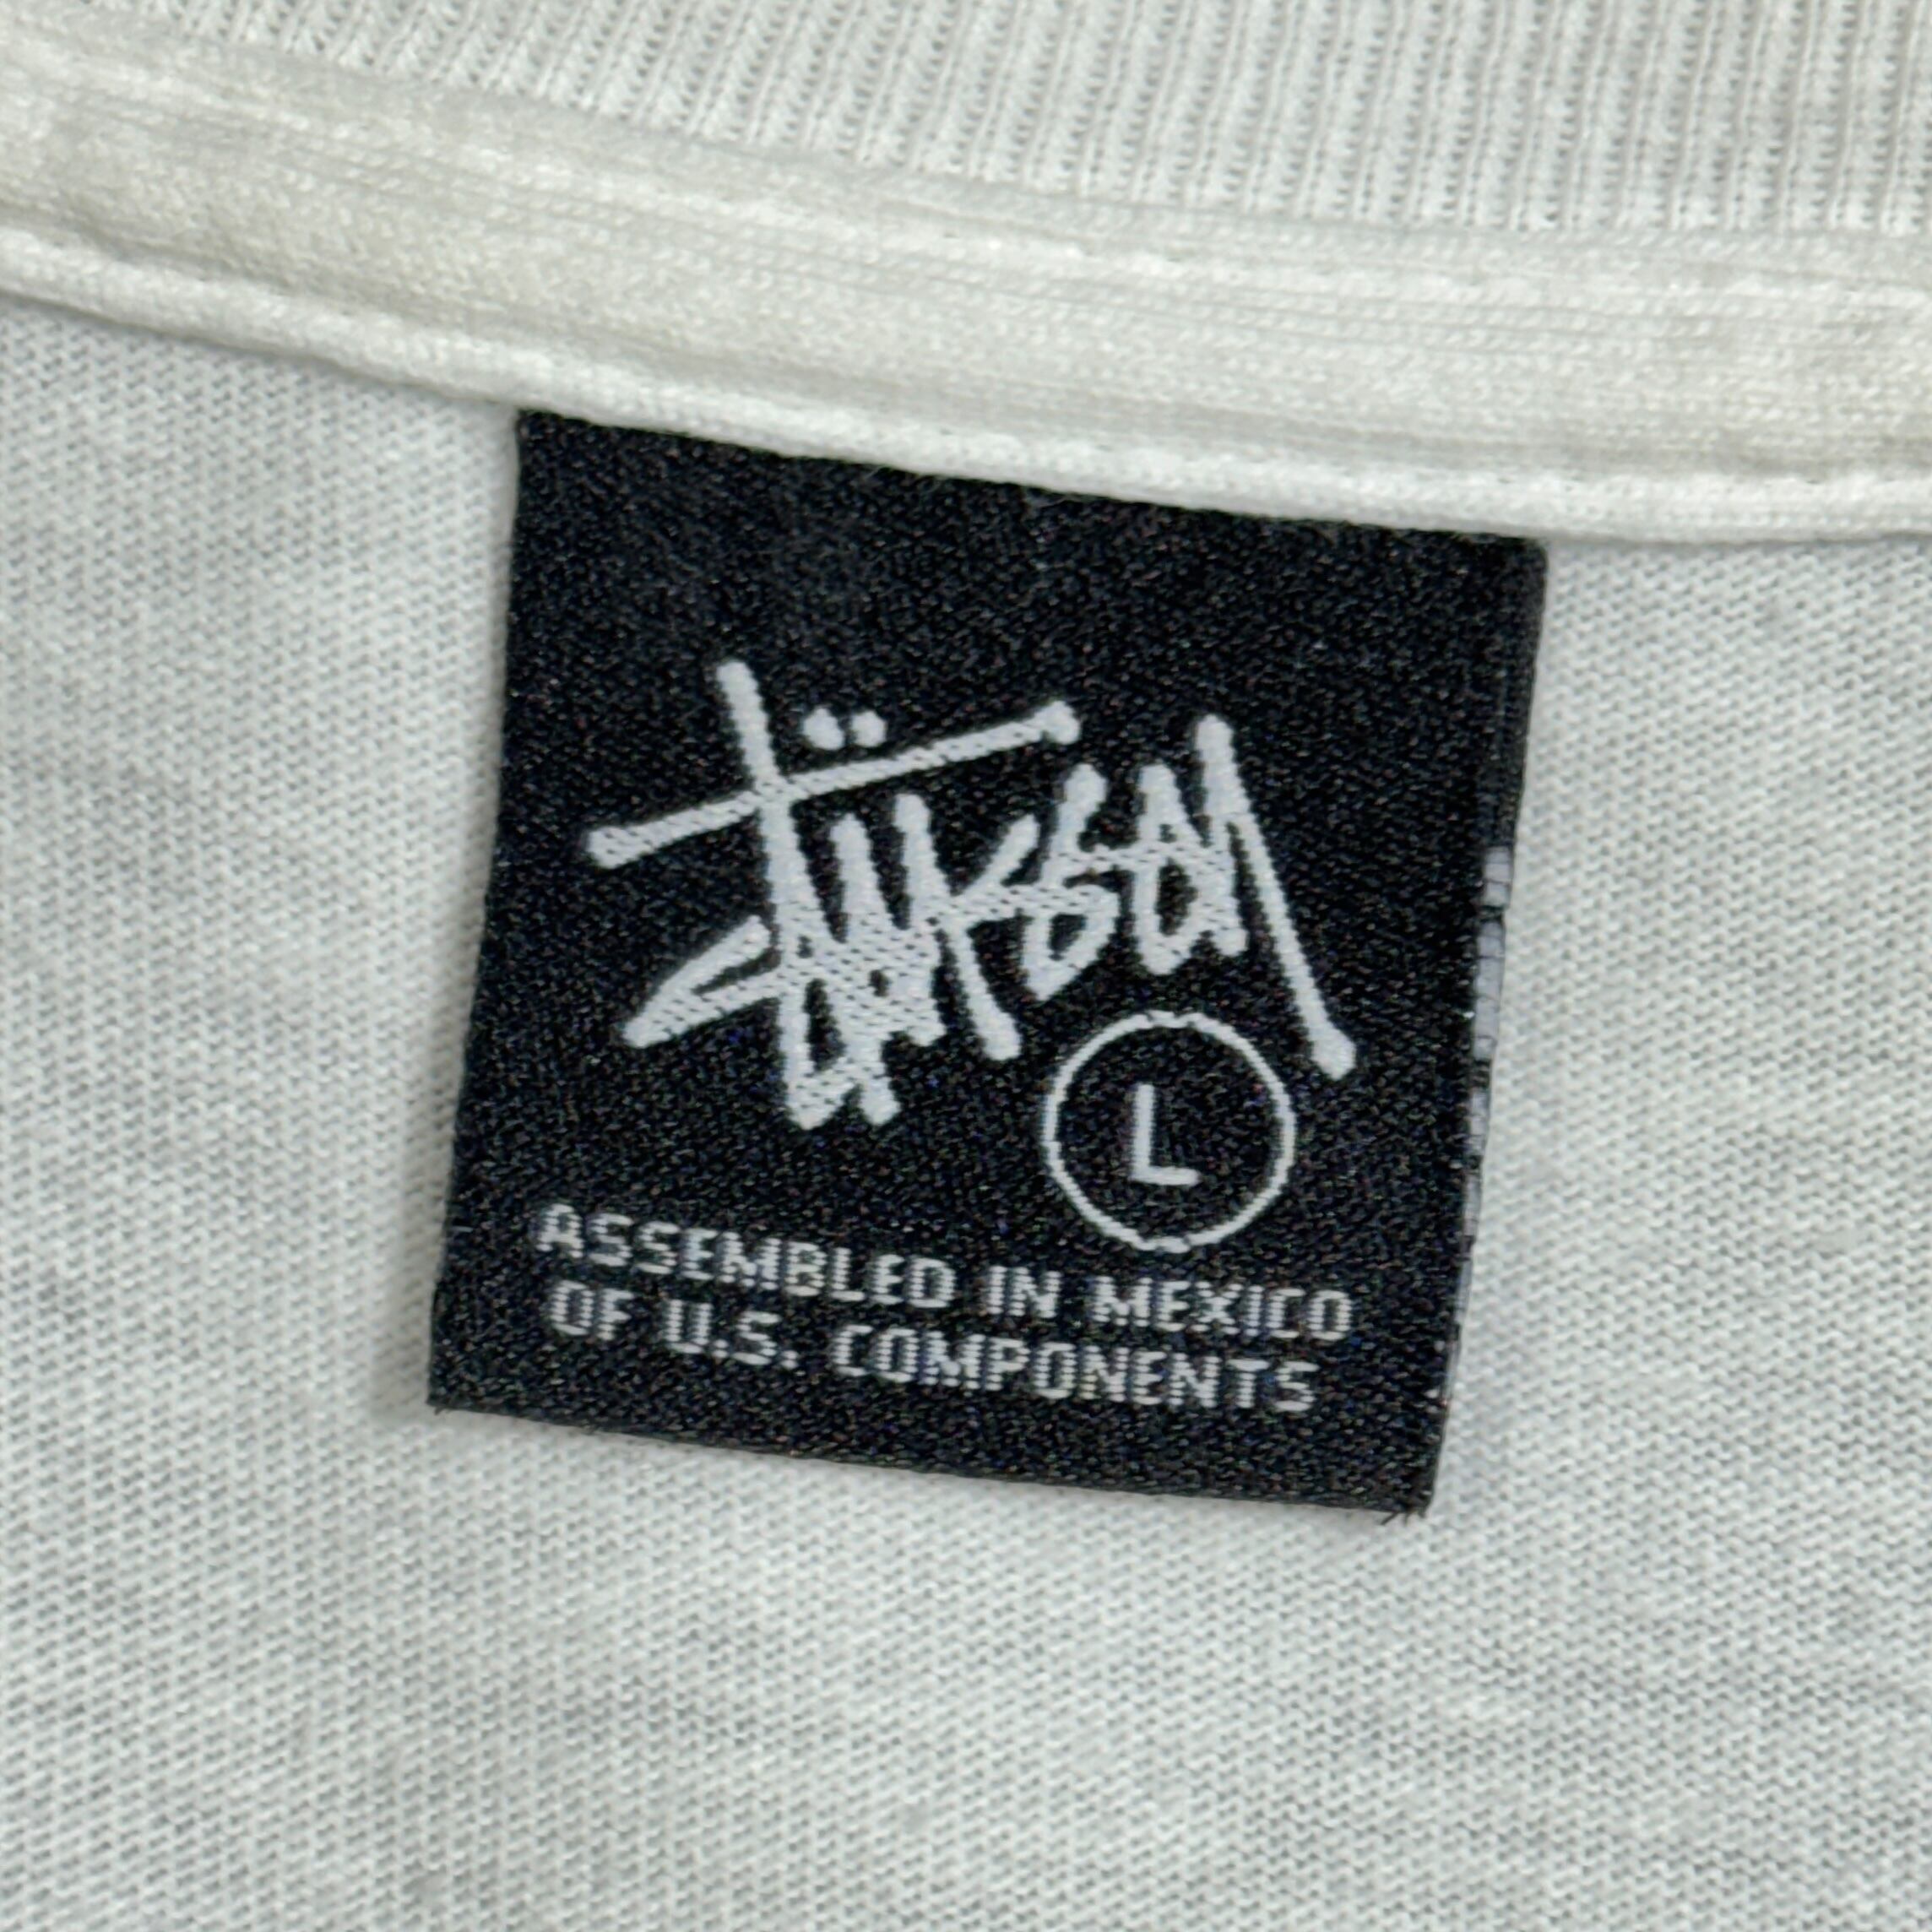 Stüssy
L
ASSEMBLED IN MEXICO
OF U.S. COMPONENTS